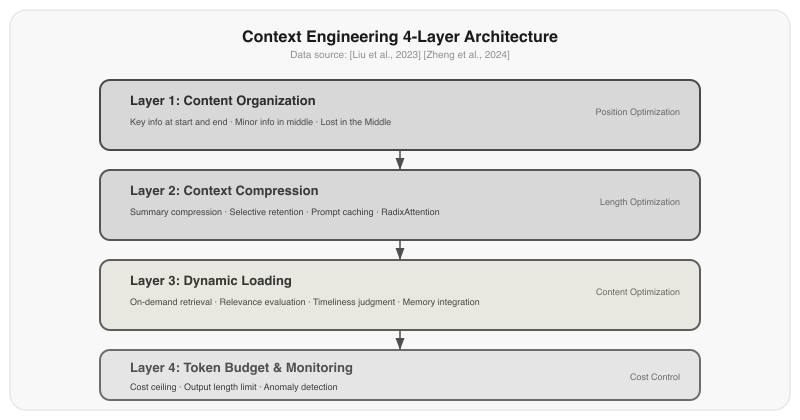 Context Engineering 4-Layer Architecture
Data source: [Liu et al., 2023] [Zheng et al., 2024]
Layer 1: Content Organization
Key info at start and end · Minor info in middle · Lost in the Middle
Position Optimization
Layer 2: Context Compression
Summary compression · Selective retention · Prompt caching · RadixAttention
Length Optimization
Layer 3: Dynamic Loading
On-demand retrieval · Relevance evaluation · Timeliness judgment · Memory integration
Content Optimization
Layer 4: Token Budget & Monitoring
Cost ceiling · Output length limit · Anomaly detection
Cost Control